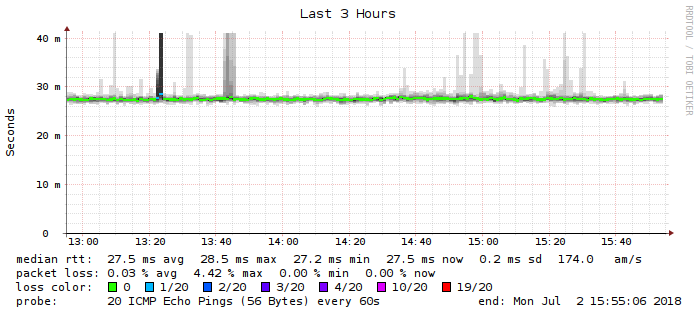 Last 3 Hours
RRDTOOL / TOBI OETIKER
Seconds
40 m
30 m
20 m
10 m
0
13:00 13:20 13:40 14:00 14:20 14:40 15:00 15:20 15:40
median rtt: 27.5 ms avg 28.5 ms max 27.2 ms min 27.5 ms now 0.2 ms sd 174.0 am/s
packet loss: 0.03 % avg 4.42 % max 0.00 % min 0.00 % now
loss color: 0 1/20 2/20 3/20 4/20 10/20 19/20
probe: 20 ICMP Echo Pings (56 Bytes) every 60s end: Mon Jul 2 15:55:06 2018